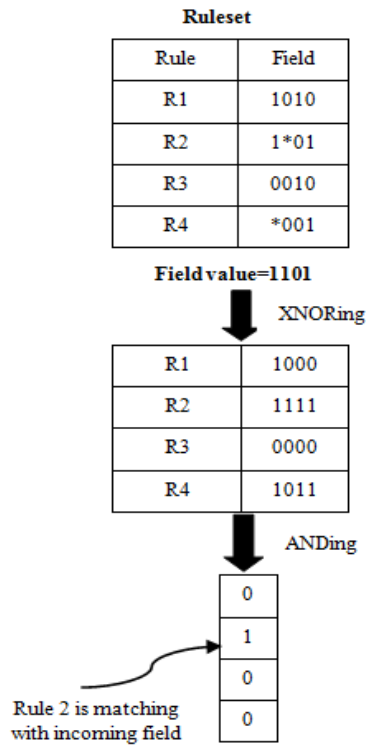 Ruleset
Rule Field
R1 1010
R2 1*01
R3 0010
R4 *001
Field value=1101
XNORing
R1 1000
R2 1111
R3 0000
R4 1011
ANDing
0
1
0
0
Rule 2 is matching
with incoming field